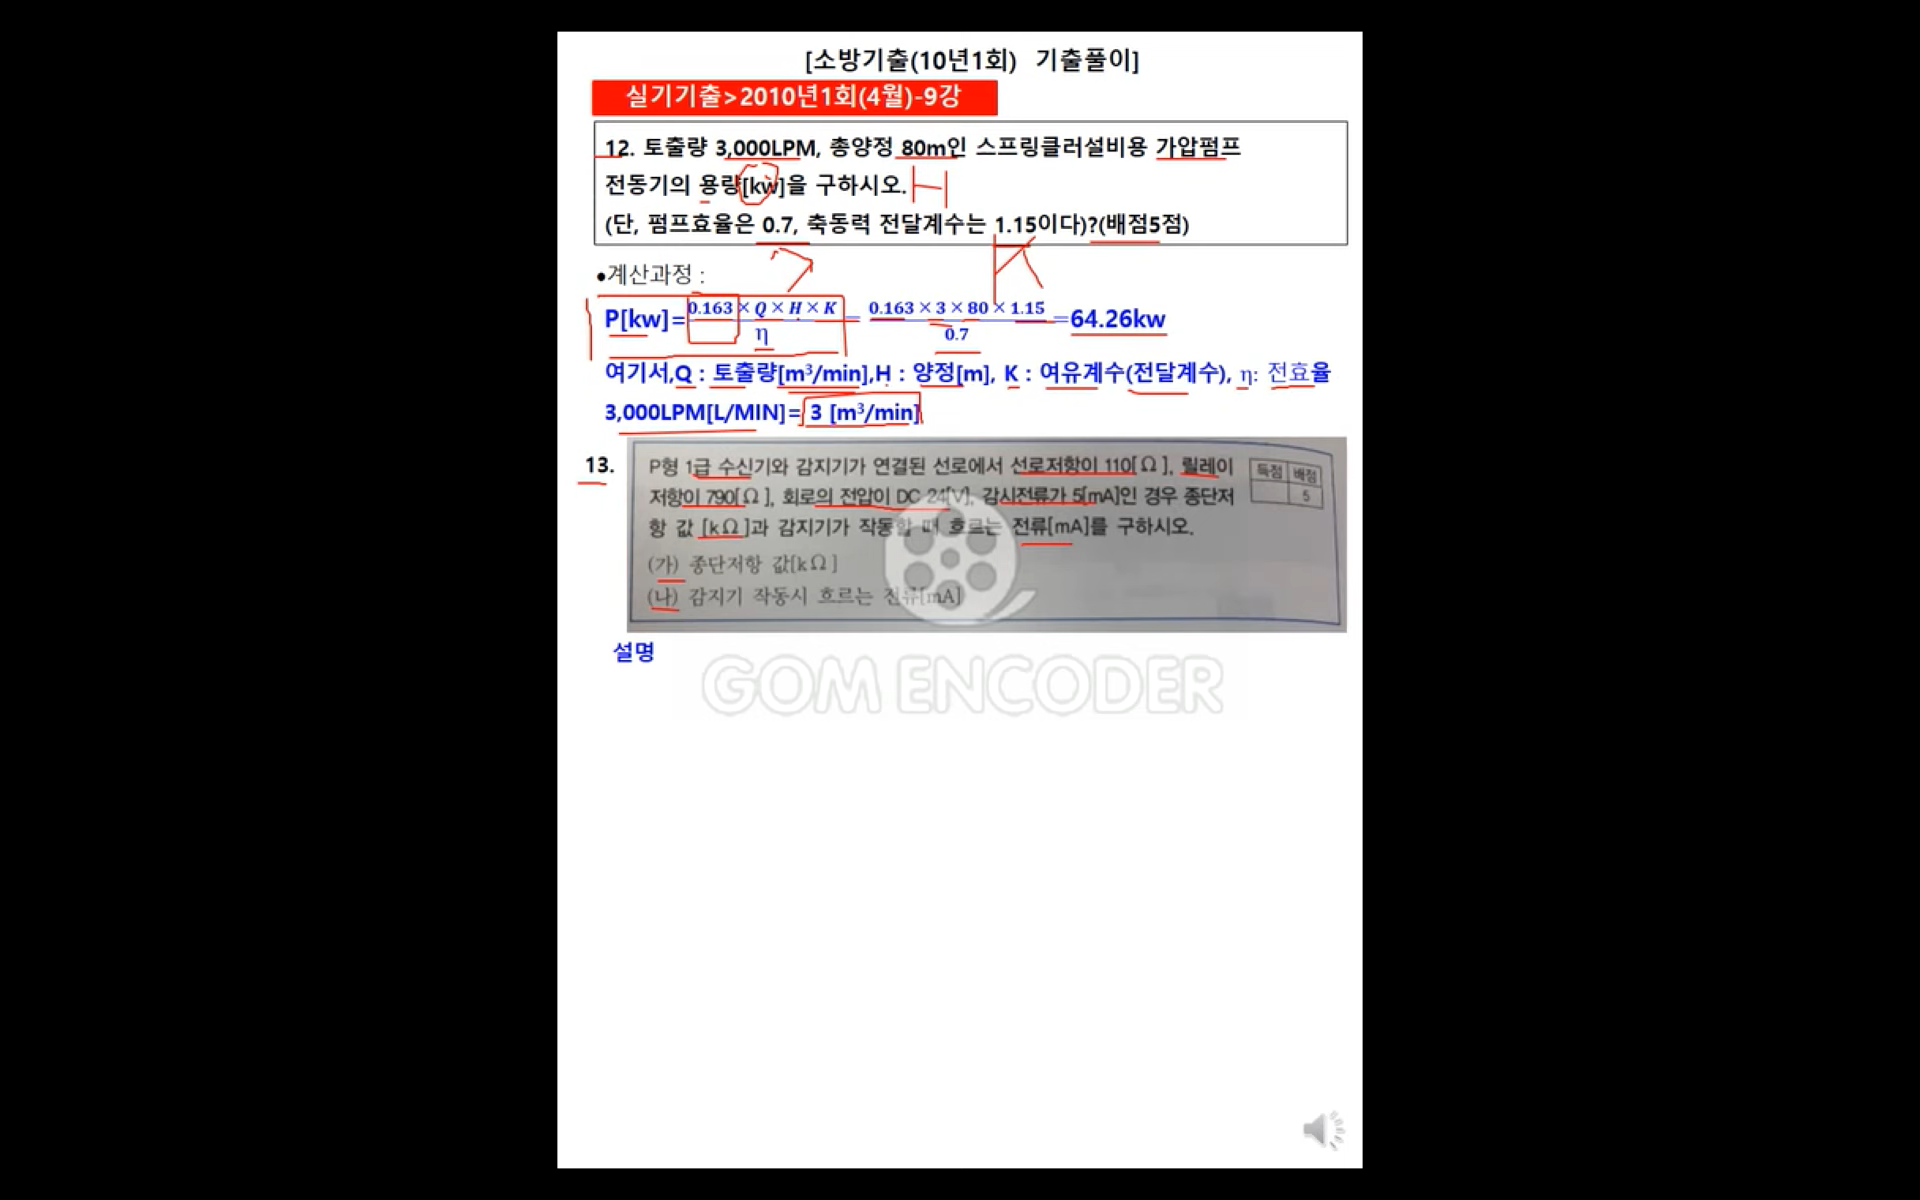 [소방기출(10년1회) 기출풀이]
실기기출>2010년1회(4월)-9강
12. 토출량 3,000LPM, 총양정 80m인 스프링클러설비용 가압펌프
전동기의 용량[kw]을 구하시오. H
(단, 펌프효율은 0.7, 축동력 전달계수는 1.15이다)?(배점5점)
η K
•계산과정 :
P[kw]=0.163×Q×H×K/η = 0.163×3×80×1.15/0.7 =64.26kw
여기서,Q : 토출량[m³/min],H : 양정[m], K : 여유계수(전달계수), η: 전효율
3,000LPM[L/MIN]= 3 [m³/min]
13. P형 1급 수신기와 감지기가 연결된 선로에서 선로저항이 110[Ω], 릴레이 득점 배점
저항이 790[Ω], 회로의 전압이 DC 24[V], 감시전류가 5[mA]인 경우 종단저 5
항 값 [kΩ]과 감지기가 작동할 때 흐르는 전류[mA]를 구하시오.
(가) 종단저항 값[kΩ]
(나) 감지기 작동시 흐르는 전류[mA]
설명
GOM ENCODER